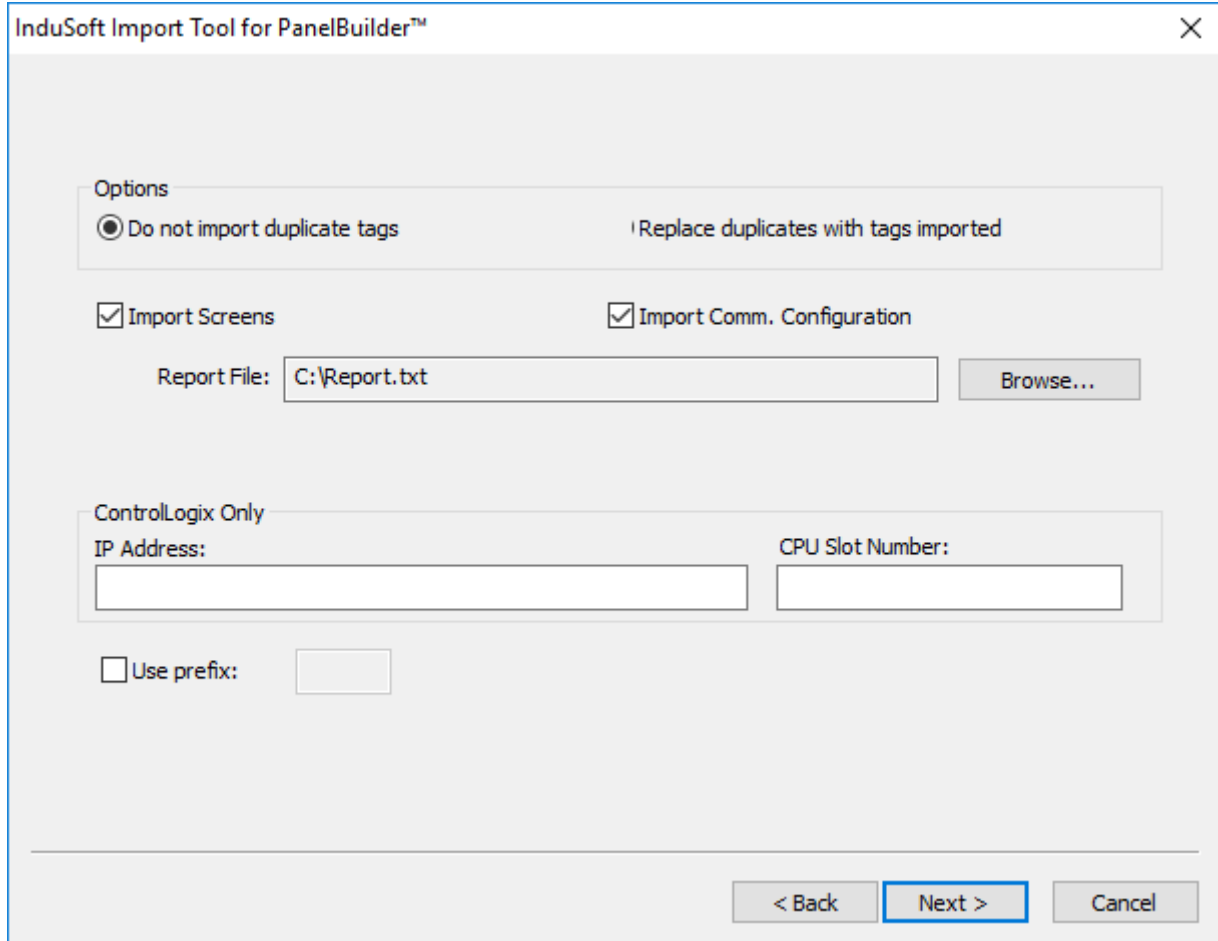 InduSoft Import Tool for PanelBuilder™
Options
Do not import duplicate tags Replace duplicates with tags imported
Import Screens Import Comm. Configuration
Report File: C:\Report.txt Browse...
ControlLogix Only
IP Address: CPU Slot Number:
Use prefix:
< Back Next > Cancel